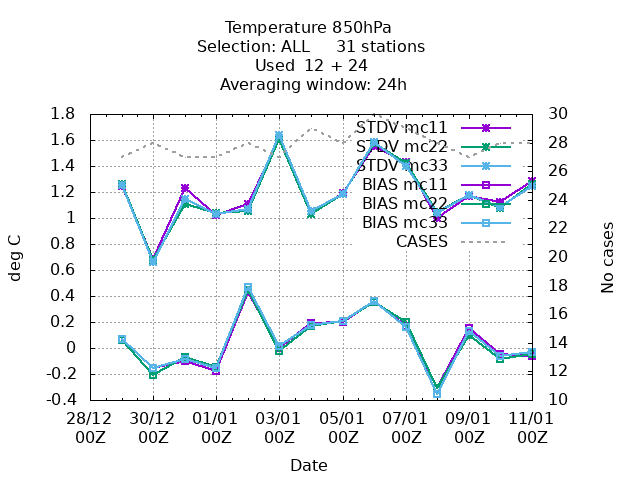 Temperature 850hPa
Selection: ALL 31 stations
Used 12 + 24
Averaging window: 24h
1.8
1.6
1.4
1.2
1
0.8
0.6
0.4
0.2
0
-0.2
-0.4
deg C
30
28
26
24
22
20
18
16
14
12
10
No cases
STDV mc11
STDV mc22
STDV mc33
BIAS mc11
BIAS mc22
BIAS mc33
CASES
28/12 30/12 01/01 03/01 05/01 07/01 09/01 11/01
00Z 00Z 00Z 00Z 00Z 00Z 00Z 00Z
Date